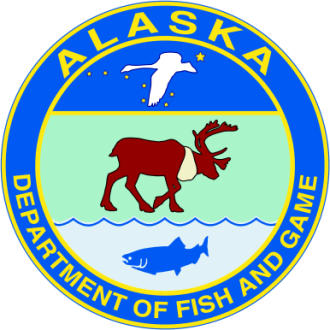 ALASKA
DEPARTMENT OF FISH AND GAME